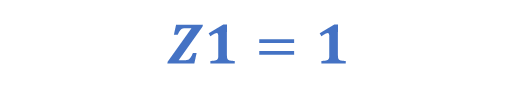 Z1 = 1